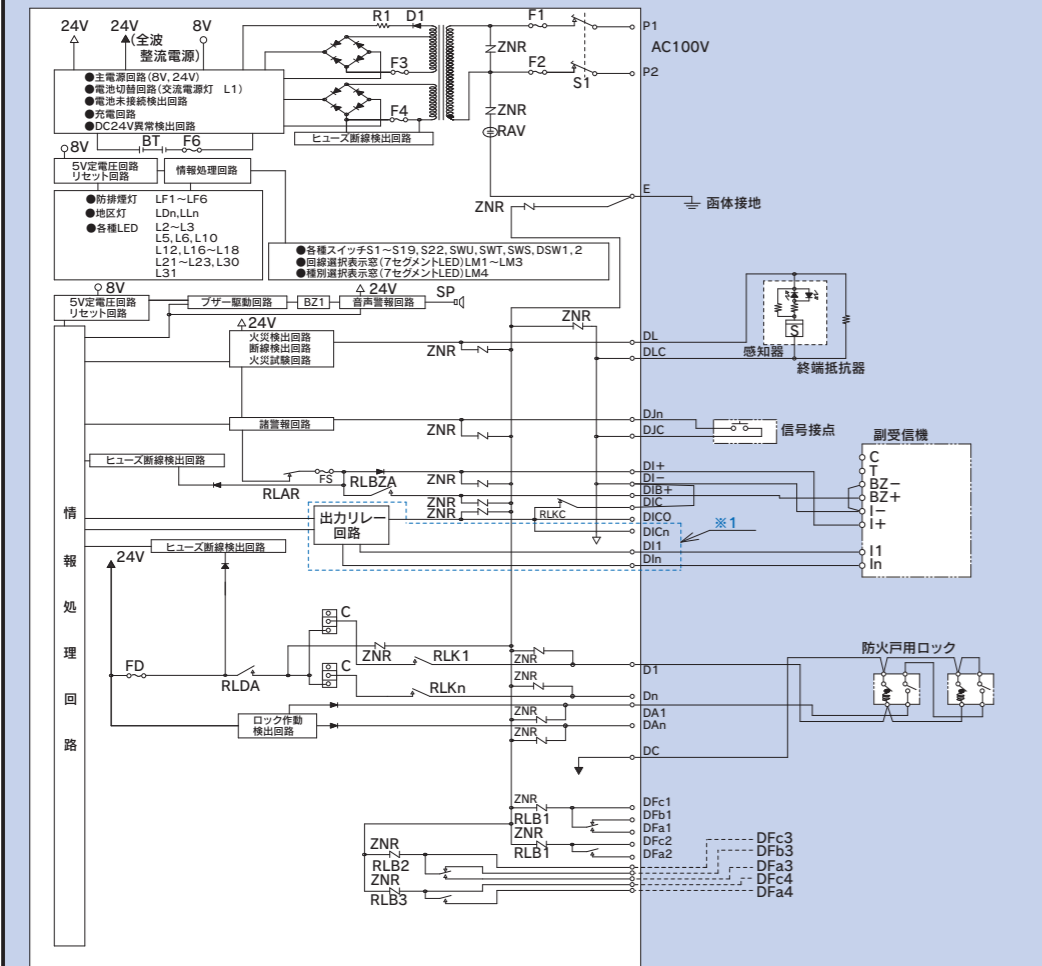 24V
24V
(全波
整流電源)
8V
R1
D1
F1
P1
AC100V
ZNR
F2
P2
S1
F3
●主電源回路(8V, 24V)
●電池切替回路(交流電源灯 L1)
●電池未接続検出回路
●充電回路
●DC24V異常検出回路
F4
ZNR
RAV
ヒューズ断線検出回路
BT
F6
8V
5V定電圧回路
リセット回路
情報処理回路
E
函体接地
ZNR
●防排煙灯 LF1～LF6
●地区灯 LDn,LLn
●各種LED L2～L3
L5, L6, L10
L12, L16～L18
L21～L23, L30
L31
●各種スイッチS1～S19, S22, SWU, SWT, SWS, DSW1, 2
●回線選択表示窓(7セグメントLED)LM1～LM3
●種別選択表示窓(7セグメントLED)LM4
8V
24V
SP
5V定電圧回路
リセット回路
ブザー駆動回路
BZ1
音声警報回路
ZNR
24V
火災検出回路
断線検出回路
火災試験回路
ZNR
DL
DLC
S
感知器
終端抵抗器
諸警報回路
ZNR
DJn
DJC
信号接点
副受信機
ヒューズ断線検出回路
RLAR
FS
RLBZA
ZNR
ZNR
ZNR
DI+
DI−
DIB+
DIC
RLKC
DICO
DICn
DI1
DIn
※1
C
T
BZ−
BZ+
I−
I+
I1
In
出力リレー
回路
情報処理回路
ヒューズ断線検出回路
24V
FD
RLDA
C
C
ZNR
RLK1
RLKn
ZNR
ZNR
D1
Dn
防火戸用ロック
ロック作動
検出回路
ZNR
ZNR
DA1
DAn
DC
ZNR
RLB1
ZNR
RLB1
DFc1
DFb1
DFa1
DFc2
DFa2
ZNR
RLB2
ZNR
RLB3
DFc3
DFb3
DFa3
DFc4
DFa4